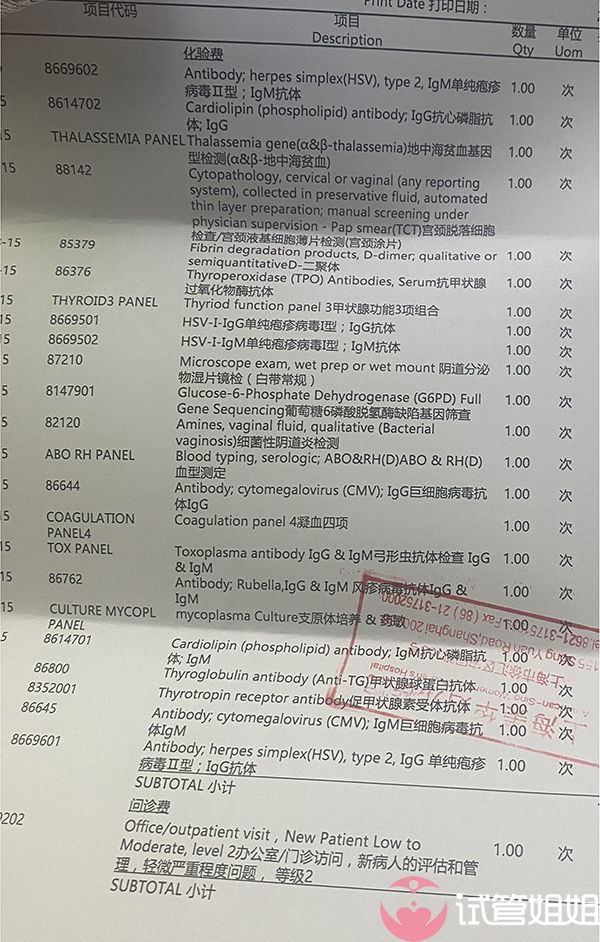 Print Date 打印日期：
项目代码 项目 数量 单位
Description Qty Uom
化验费
8669602 Antibody; herpes simplex(HSV), type 2, IgM单纯疱疹 1.00 次
病毒Ⅱ型；IgM抗体
5 8614702 Cardiolipin (phospholipid) antibody; IgG抗心磷脂抗 1.00 次
体; IgG
15 THALASSEMIA PANEL Thalassemia gene(α&β-thalassemia)地中海贫血基因 1.00 次
型检测(α&β-地中海贫血)
15 88142 Cytopathology, cervical or vaginal (any reporting 1.00 次
system), collected in preservative fluid, automated
thin layer preparation; manual screening under
physician supervision - Pap smear(TCT)宫颈脱落细胞
检查/宫颈液基细胞薄片检测(宫颈涂片)
-15 85379 Fibrin degradation products, D-dimer; qualitative or 1.00 次
semiquantitativeD-二聚体
-15 86376 Thyroperoxidase (TPO) Antibodies, Serum抗甲状腺 1.00 次
过氧化物酶抗体
15 THYROID3 PANEL Thyriod function panel 3甲状腺功能3项组合 1.00 次
15 8669501 HSV-I-IgG单纯疱疹病毒Ⅰ型；IgG抗体 1.00 次
5 8669502 HSV-I-IgM单纯疱疹病毒Ⅰ型；IgM抗体 1.00 次
15 87210 Microscope exam, wet prep or wet mount 阴道分泌 1.00 次
物湿片镜检（白带常规）
5 8147901 Glucose-6-Phosphate Dehydrogenase (G6PD) Full 1.00 次
Gene Sequencing葡萄糖6磷酸脱氢酶缺陷基因筛查
5 82120 Amines, vaginal fluid, qualitative (Bacterial 1.00 次
vaginosis)细菌性阴道炎检测
5 ABO RH PANEL Blood typing, serologic; ABO&RH(D)ABO & RH(D) 1.00 次
血型测定
5 86644 Antibody; cytomegalovirus (CMV); IgG巨细胞病毒抗 1.00 次
体IgG
15 COAGULATION Coagulation panel 4凝血四项 1.00 次
PANEL4
15 TOX PANEL Toxoplasma antibody IgG & IgM弓形虫抗体检查 IgG 1.00 次
& IgM
15 86762 Antibody; Rubella,IgG & IgM 风疹病毒抗体IgG & 1.00 次
IgM
15 CULTURE MYCOPL mycoplasma Culture支原体培养 & 药敏 1.00 次
PANEL
5 8614701 Cardiolipin (phospholipid) antibody; IgM抗心磷脂抗 1.00 次
体; IgM
86800 Thyroglobulin antibody (Anti-TG)甲状腺球蛋白抗体 1.00 次
8352001 Thyrotropin receptor antibody促甲状腺素受体抗体 1.00 次
86645 Antibody; cytomegalovirus (CMV); IgM巨细胞病毒抗 1.00 次
体IgM
8669601 Antibody; herpes simplex(HSV), type 2, IgG 单纯疱疹 1.00 次
病毒Ⅱ型；IgG抗体
SUBTOTAL 小计
问诊费
9202 Office/outpatient visit，New Patient Low to 1.00 次
Moderate, level 2办公室/门诊访问，新病人的评估和管
理，轻微严重程度问题， 等级2
SUBTOTAL 小计
试管姐姐